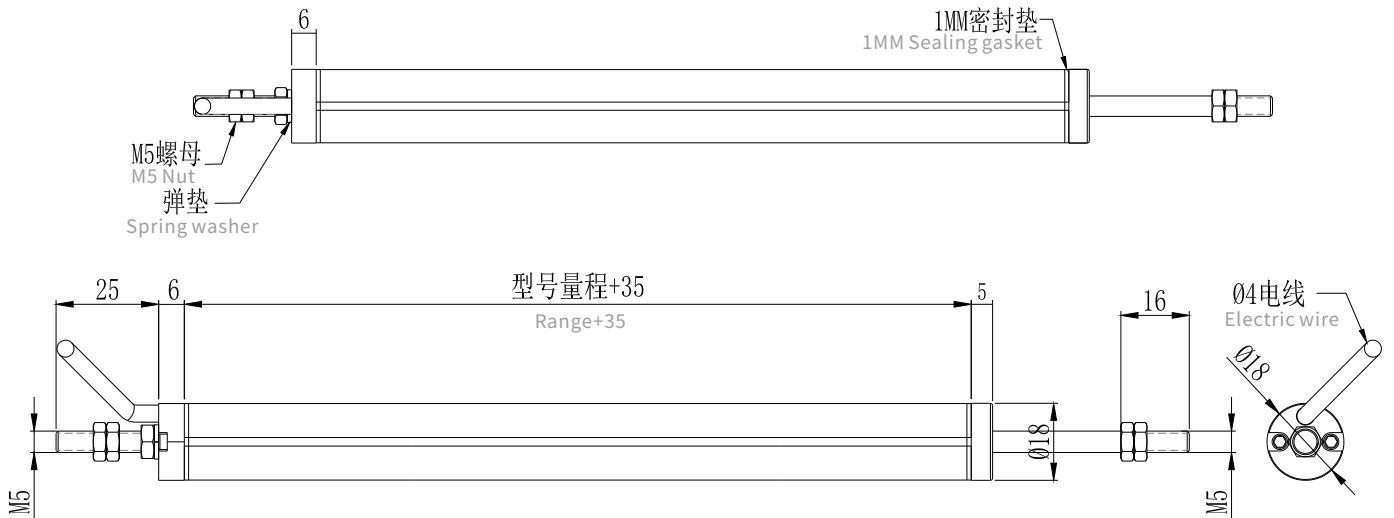 6
1MM密封垫
1MM Sealing gasket
M5螺母
M5 Nut
弹垫
Spring washer
25
6
型号量程+35
Range+35
5
16
Ø4电线
Electric wire
Ø18
Ø18
M5
M5